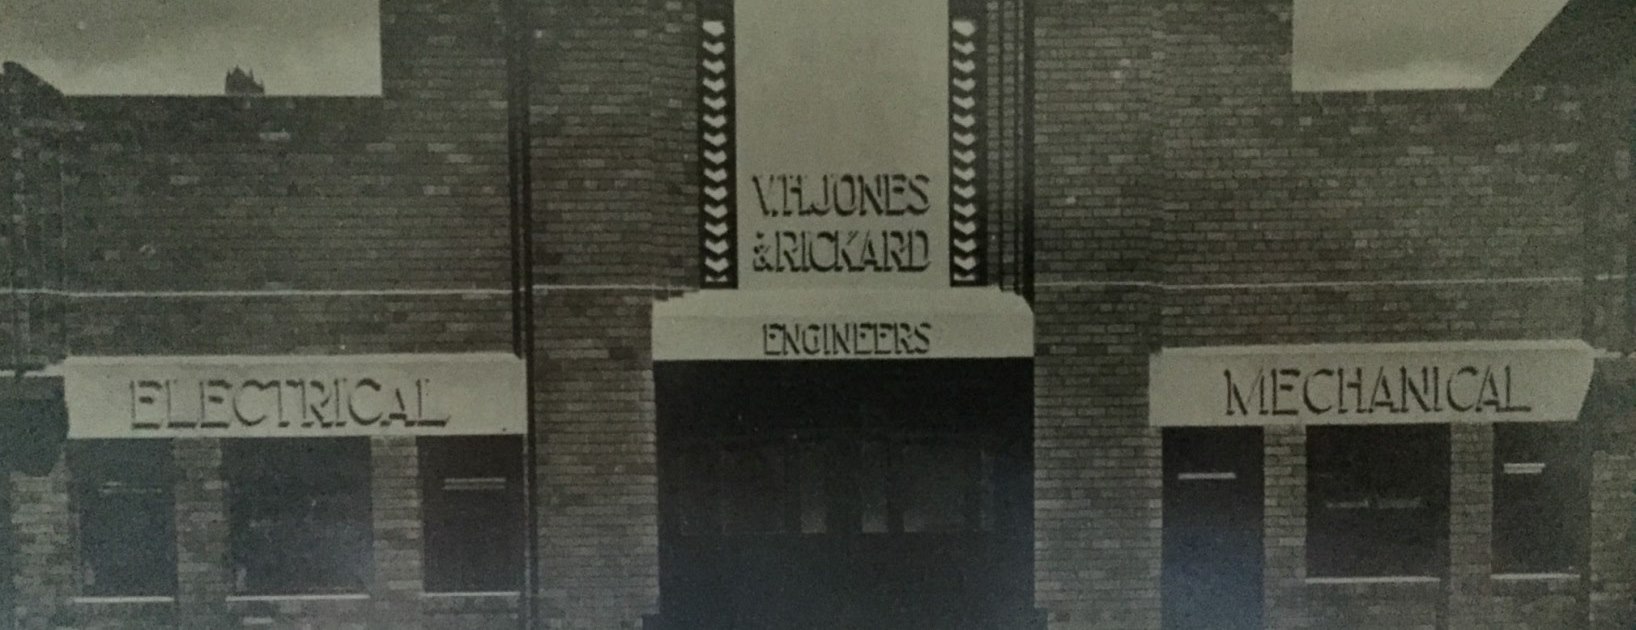 V.H.JONES
& RICKARD
ENGINEERS
ELECTRICAL
MECHANICAL